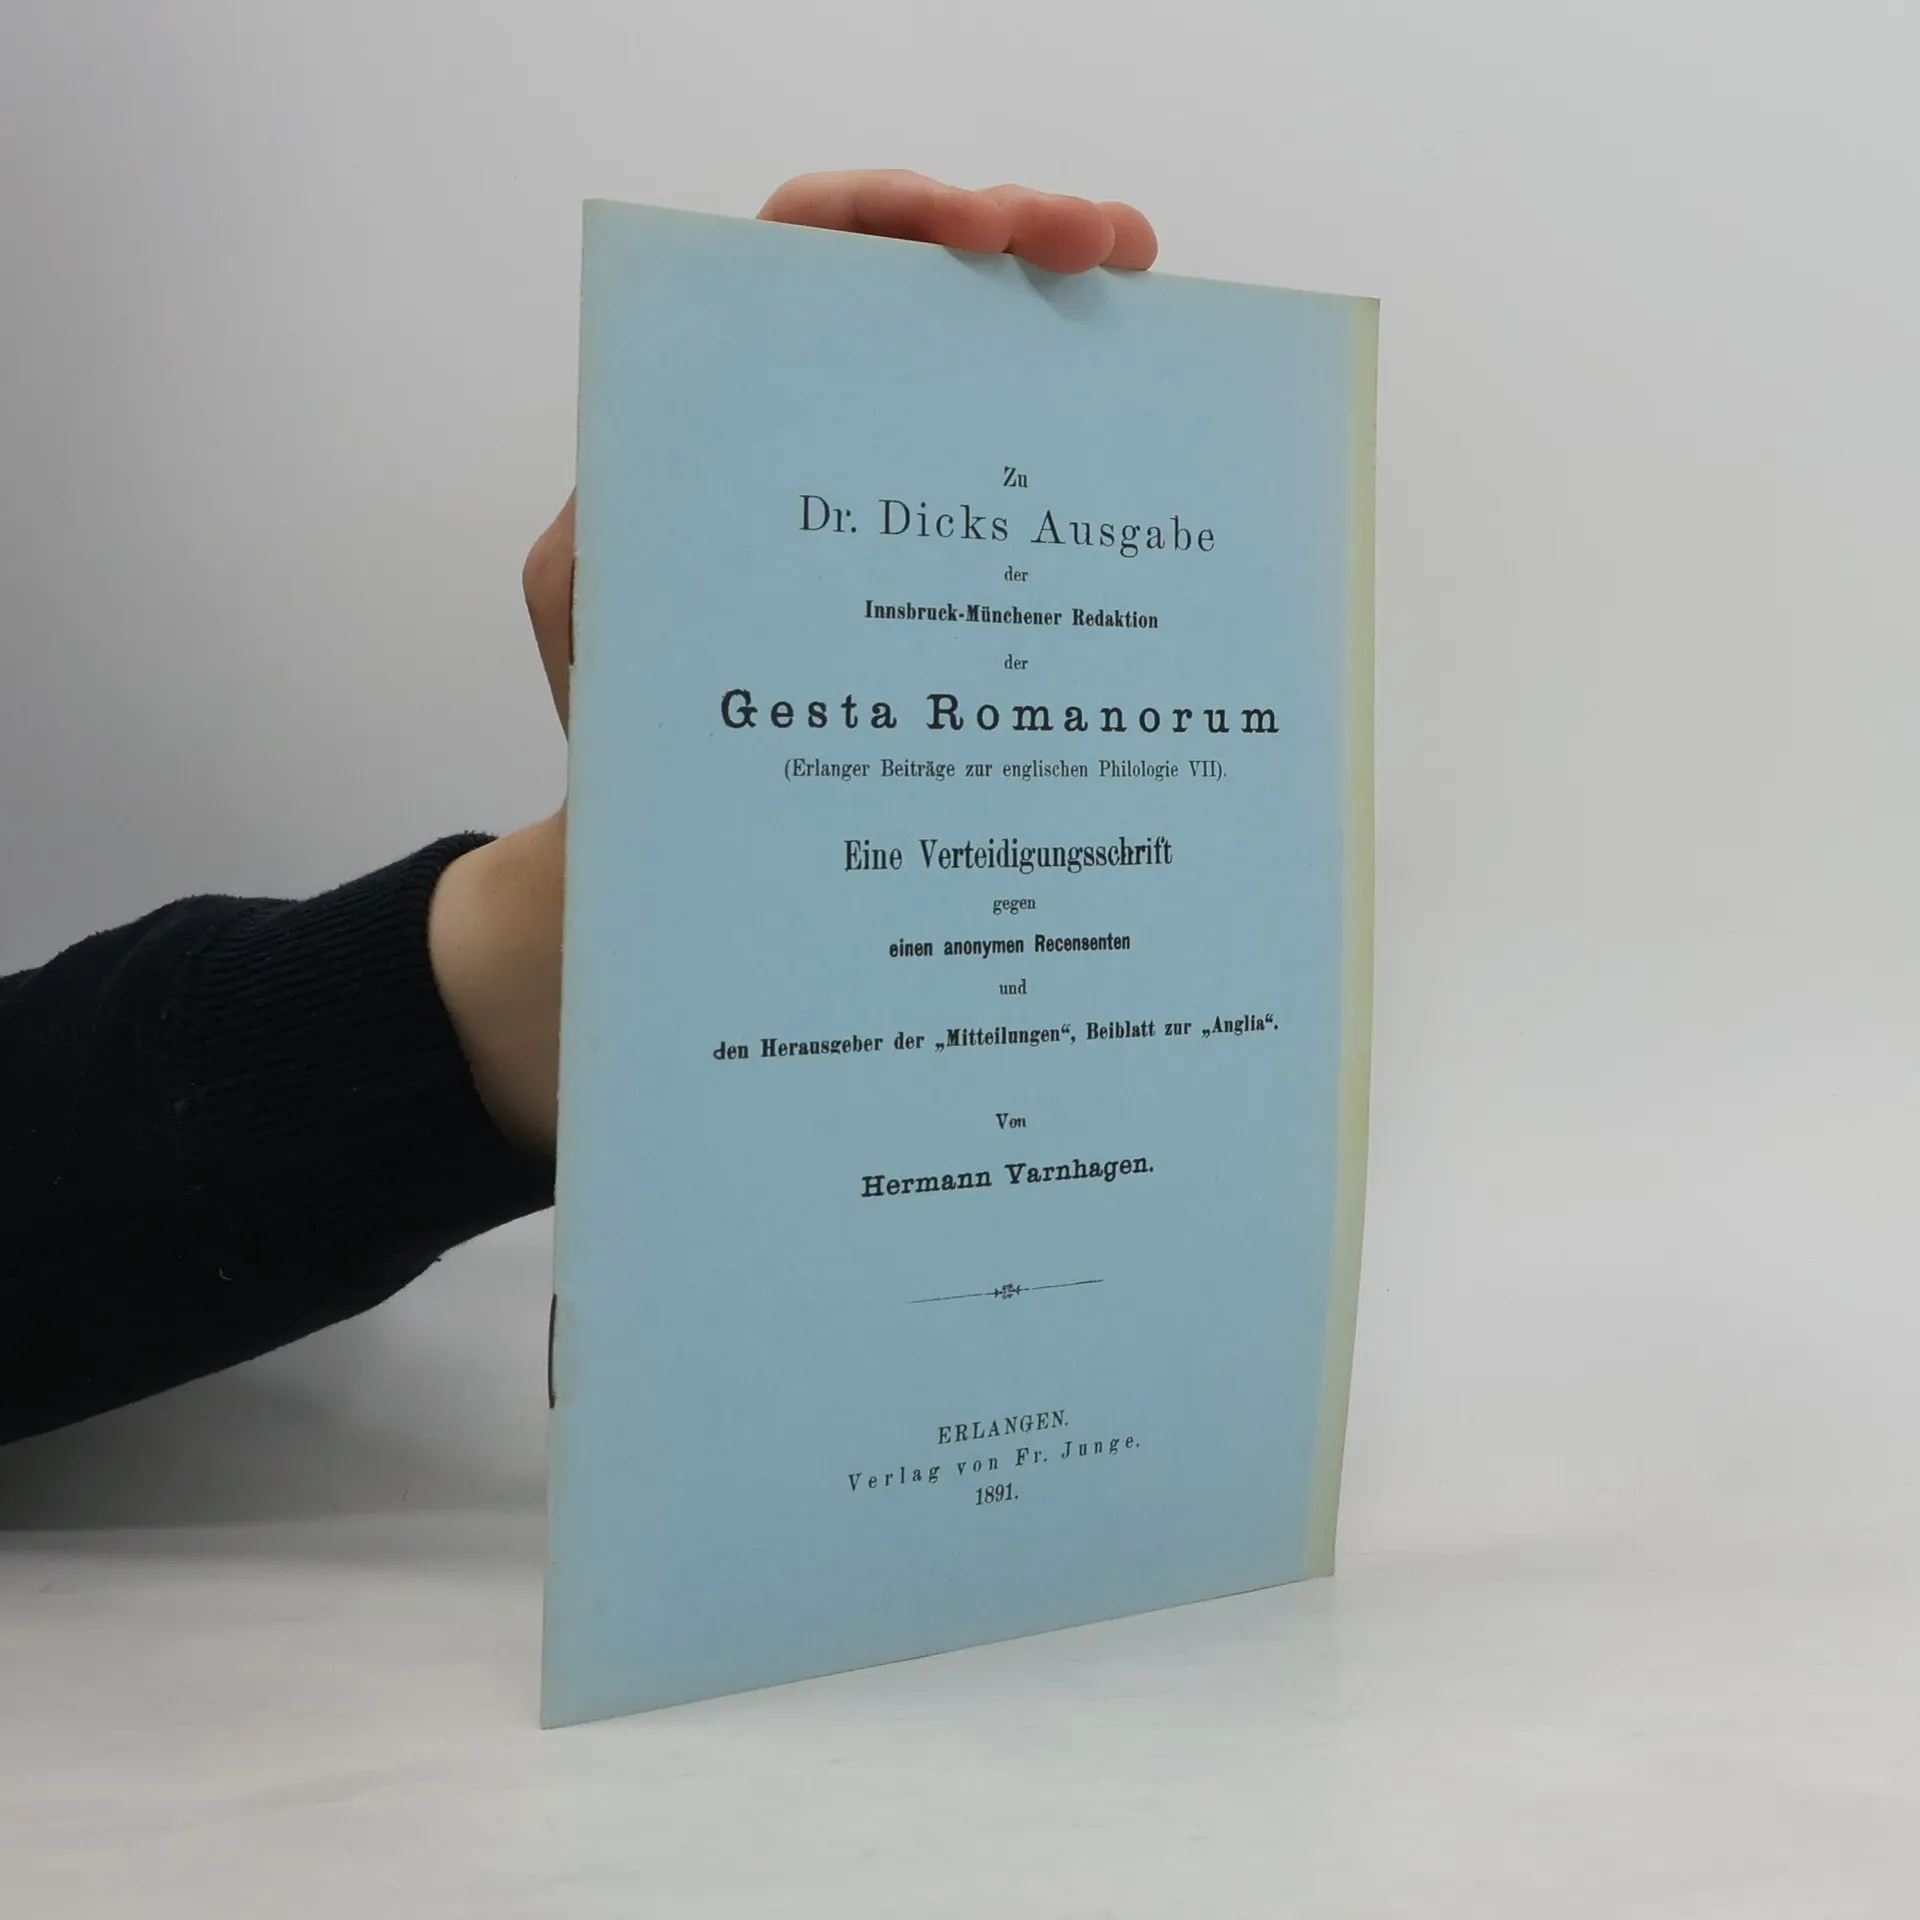 Zu
Dr. Dicks Ausgabe
der
Innsbruck-Münchener Redaktion
der
Gesta Romanorum
(Erlanger Beiträge zur englischen Philologie VII).
Eine Verteidigungsschrift
gegen
einen anonymen Recensenten
und
den Herausgeber der „Mitteilungen“, Beiblatt zur „Anglia“.
Von
Hermann Varnhagen.
ERLANGEN.
Verlag von Fr. Junge.
1891.